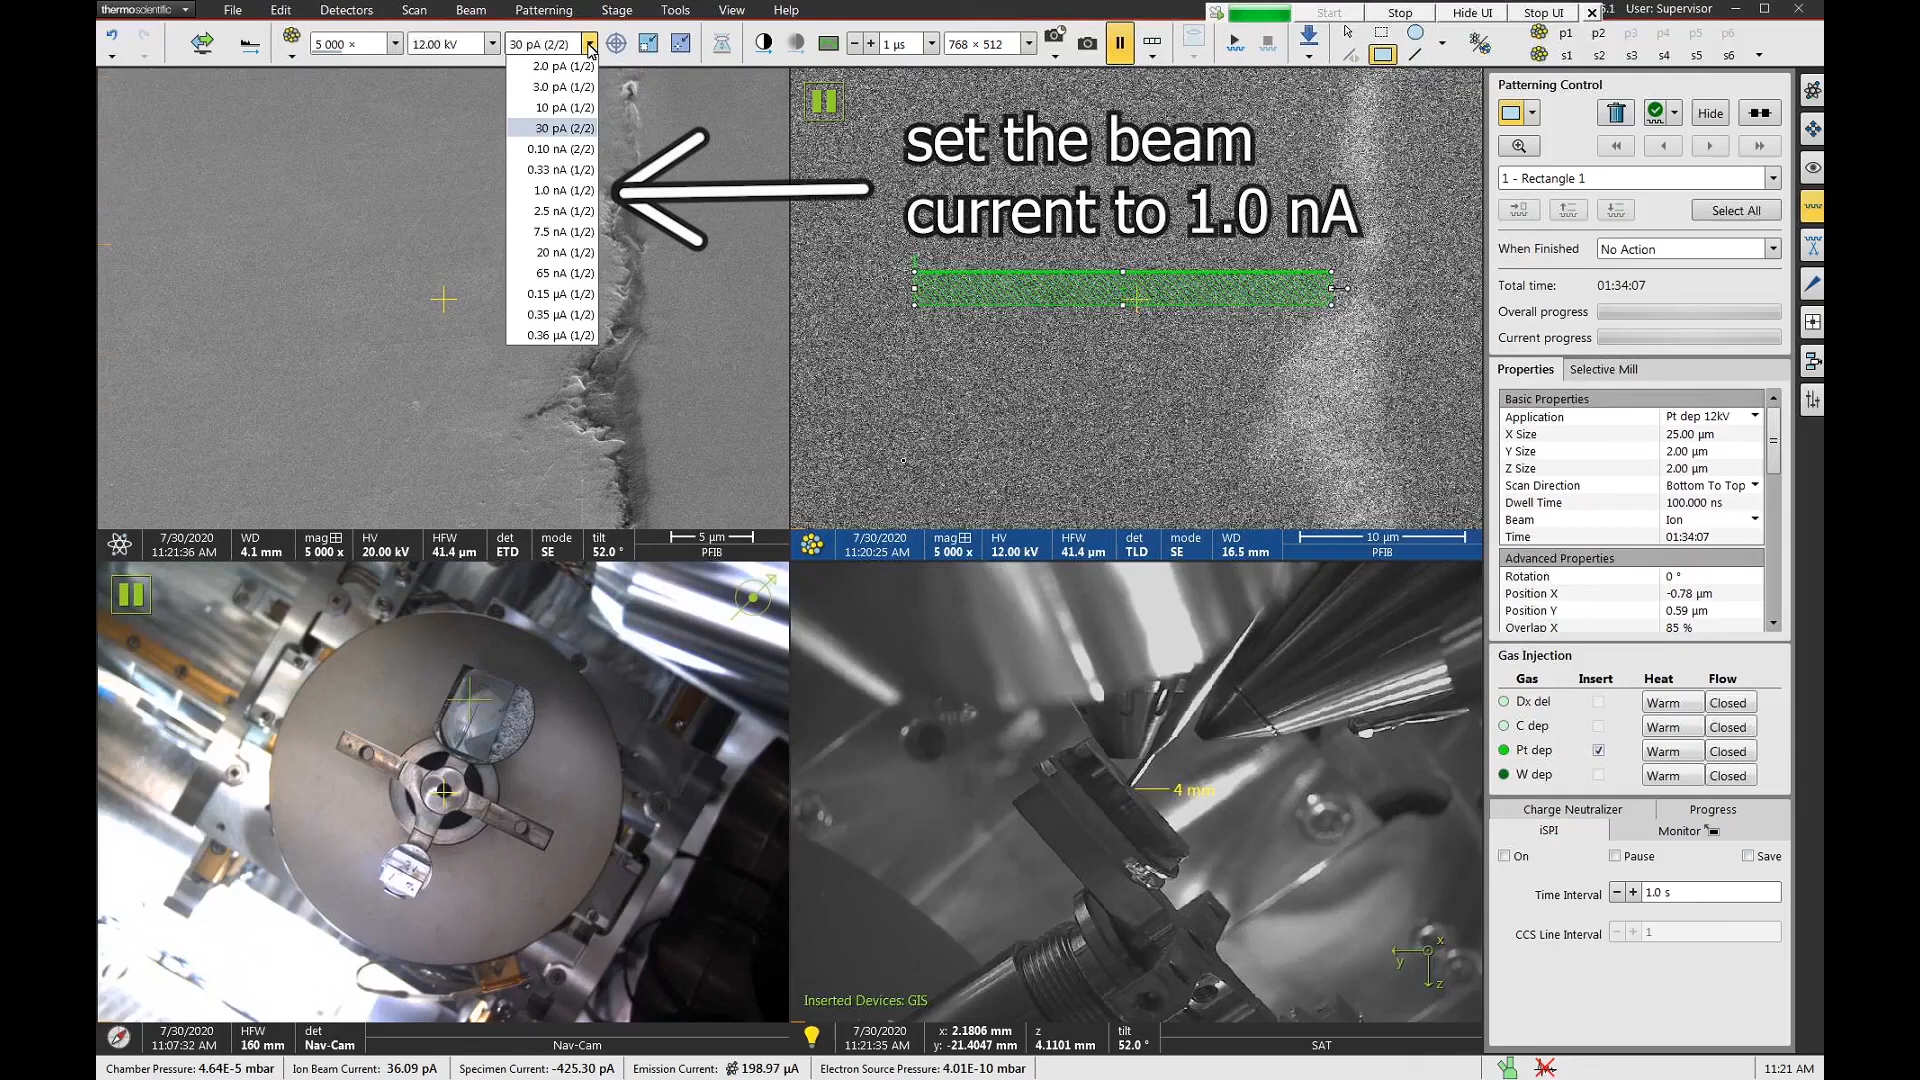 thermoscientific File Edit Detectors Scan Beam Patterning Stage Tools View Help Start Stop Hide UI Stop UI 5.1 User: Supervisor
5 000 × 12.00 kV 30 pA (2/2) 1 µs 768 × 512 p1 p2 p3 p4 p5 p6
s1 s2 s3 s4 s5 s6
2.0 pA (1/2)
3.0 pA (1/2)
10 pA (1/2)
30 pA (2/2)
0.10 nA (2/2)
0.33 nA (1/2)
1.0 nA (1/2)
2.5 nA (1/2)
7.5 nA (1/2)
20 nA (1/2)
65 nA (1/2)
0.15 µA (1/2)
0.35 µA (1/2)
0.36 µA (1/2)
set the beam
current to 1.0 nA
1
7/30/2020 WD mag HV HFW det mode tilt 5 µm
11:21:36 AM 4.1 mm 5 000 x 20.00 kV 41.4 µm ETD SE 52.0 ° PFIB
7/30/2020 mag HV HFW det mode WD 10 µm
11:20:25 AM 5 000 x 12.00 kV 41.4 µm TLD SE 16.5 mm PFIB
4 mm
x
y
z
Inserted Devices: GIS
7/30/2020 HFW det
11:07:32 AM 160 mm Nav-Cam Nav-Cam
7/30/2020 x: 2.1806 mm z tilt
11:21:35 AM y: -21.4047 mm 4.1101 mm 52.0 ° SAT
Patterning Control
Hide
1 - Rectangle 1
Select All
When Finished No Action
Total time: 01:34:07
Overall progress
Current progress
Properties Selective Mill
Basic Properties
Application Pt dep 12kV
X Size 25.00 µm
Y Size 2.00 µm
Z Size 2.00 µm
Scan Direction Bottom To Top
Dwell Time 100.000 ns
Beam Ion
Time 01:34:07
Advanced Properties
Rotation 0 °
Position X -0.78 µm
Position Y 0.59 µm
Overlap X 85 %
Gas Injection
Gas Insert Heat Flow
Dx del Warm Closed
C dep Warm Closed
Pt dep Warm Closed
W dep Warm Closed
Charge Neutralizer Progress
iSPI Monitor
On Pause Save
Time Interval 1.0 s
CCS Line Interval 1
Chamber Pressure: 4.64E-5 mbar Ion Beam Current: 36.09 pA Specimen Current: -425.30 pA Emission Current: 198.97 µA Electron Source Pressure: 4.01E-10 mbar 11:21 AM